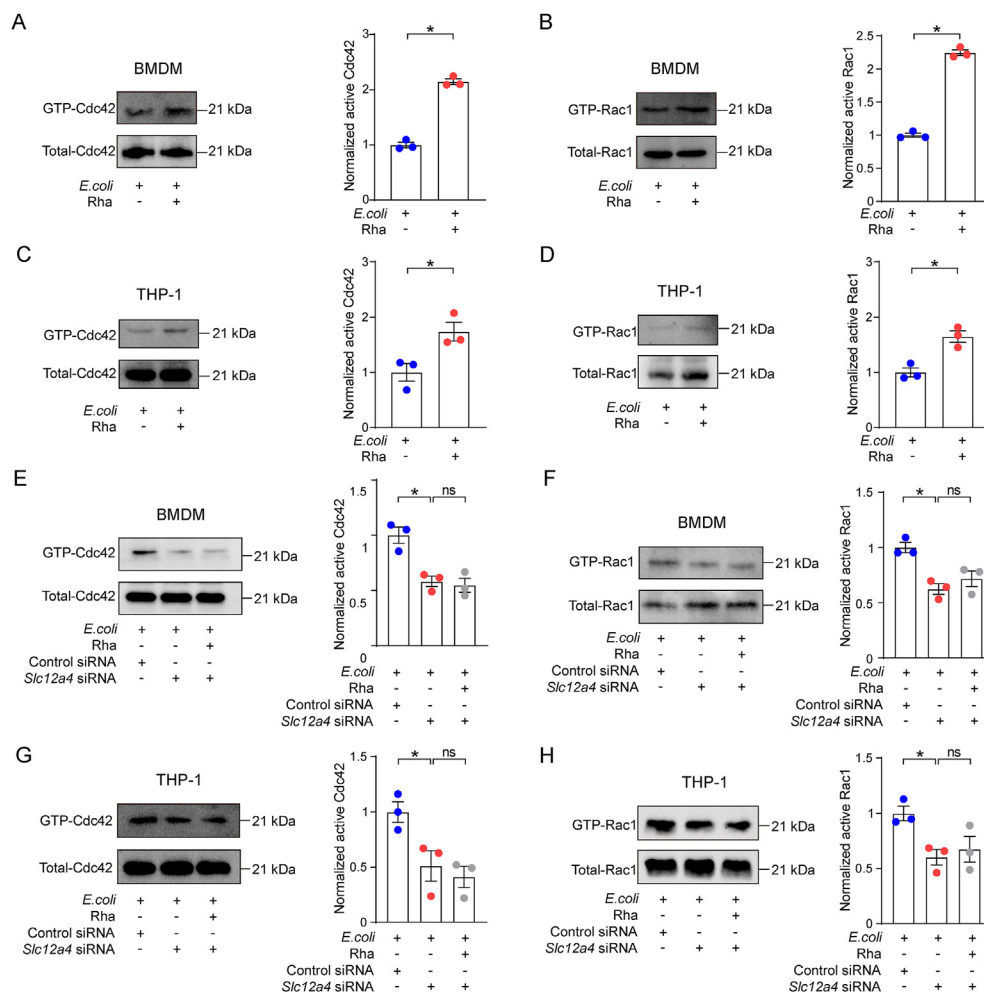 A
BMDM
GTP-Cdc42
21 kDa
Total-Cdc42
21 kDa
E.coli + +
Rha - +
Normalized active Cdc42
3
2
1
0
*
E.coli + +
Rha - +
B
BMDM
GTP-Rac1
21 kDa
Total-Rac1
21 kDa
E.coli + +
Rha - +
Normalized active Rac1
2.5
2
1
0.5
0
*
E.coli + +
Rha - +
C
THP-1
GTP-Cdc42
21 kDa
Total-Cdc42
21 kDa
E.coli + +
Rha - +
Normalized active Cdc42
3
2
1
0
*
E.coli + +
Rha - +
D
THP-1
GTP-Rac1
21 kDa
Total-Rac1
21 kDa
E.coli + +
Rha - +
Normalized active Rac1
3
2
1
0
*
E.coli + +
Rha - +
E
BMDM
GTP-Cdc42
21 kDa
Total-Cdc42
21 kDa
E.coli + + +
Rha - - +
Control siRNA + - -
Slc12a4 siRNA - + +
Normalized active Cdc42
1.5
1
0.5
0
* ns
E.coli + + +
Rha - - +
Control siRNA + - -
Slc12a4 siRNA - + +
F
BMDM
GTP-Rac1
21 kDa
Total-Rac1
21 kDa
E.coli + + +
Rha - - +
Control siRNA + - -
Slc12a4 siRNA - + +
Normalized active Rac1
1.5
1
0.5
0
* ns
E.coli + + +
Rha - - +
Control siRNA + - -
Slc12a4 siRNA - + +
G
THP-1
GTP-Cdc42
21 kDa
Total-Cdc42
21 kDa
E.coli + + +
Rha - - +
Control siRNA + - -
Slc12a4 siRNA - + +
Normalized active Cdc42
1.5
1
0.5
0
* ns
E.coli + + +
Rha - - +
Control siRNA + - -
Slc12a4 siRNA - + +
H
THP-1
GTP-Rac1
21 kDa
Total-Rac1
21 kDa
E.coli + + +
Rha - - +
Control siRNA + - -
Slc12a4 siRNA - + +
Normalized active Rac1
1.5
1
0.5
0
* ns
E.coli + + +
Rha - - +
Control siRNA + - -
Slc12a4 siRNA - + +